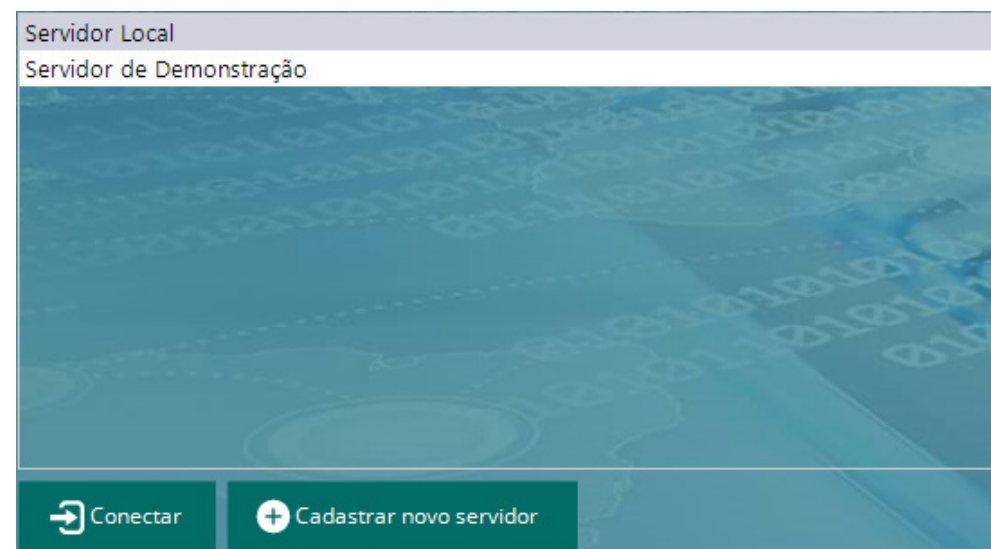 Servidor Local
Servidor de Demonstração
Conectar
Cadastrar novo servidor